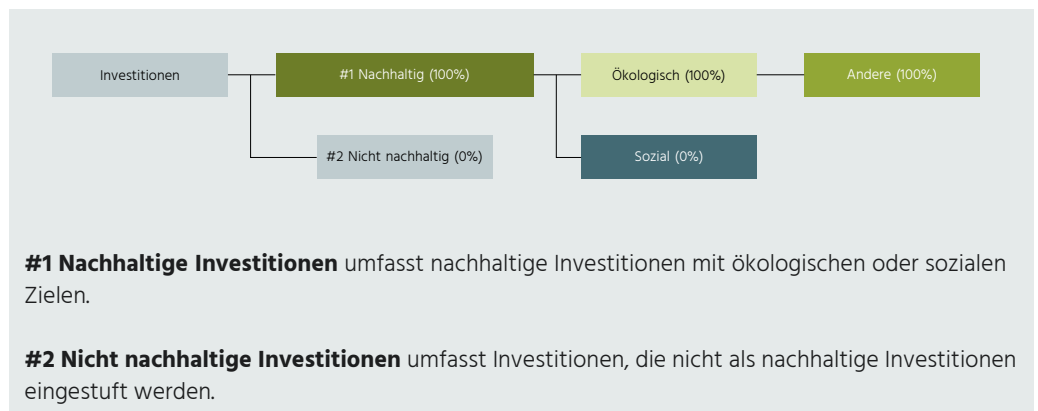 Investitionen
#1 Nachhaltig (100%)
Ökologisch (100%)
Andere (100%)
#2 Nicht nachhaltig (0%)
Sozial (0%)
#1 Nachhaltige Investitionen umfasst nachhaltige Investitionen mit ökologischen oder sozialen
Zielen.
#2 Nicht nachhaltige Investitionen umfasst Investitionen, die nicht als nachhaltige Investitionen
eingestuft werden.